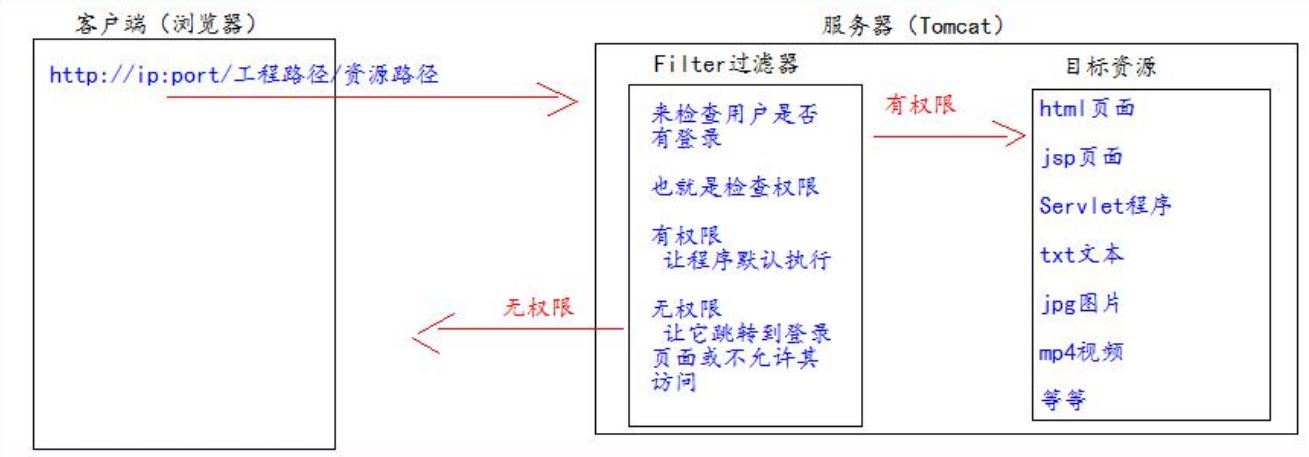 客户端（浏览器）
http://ip:port/工程路径/资源路径
服务器（Tomcat）
Filter过滤器
来检查用户是否
有登录
也就是检查权限
有权限
让程序默认执行
无权限
让它跳转到登录
页面或不允许其
访问
有权限
无权限
目标资源
html页面
jsp页面
Servlet程序
txt文本
jpg图片
mp4视频
等等